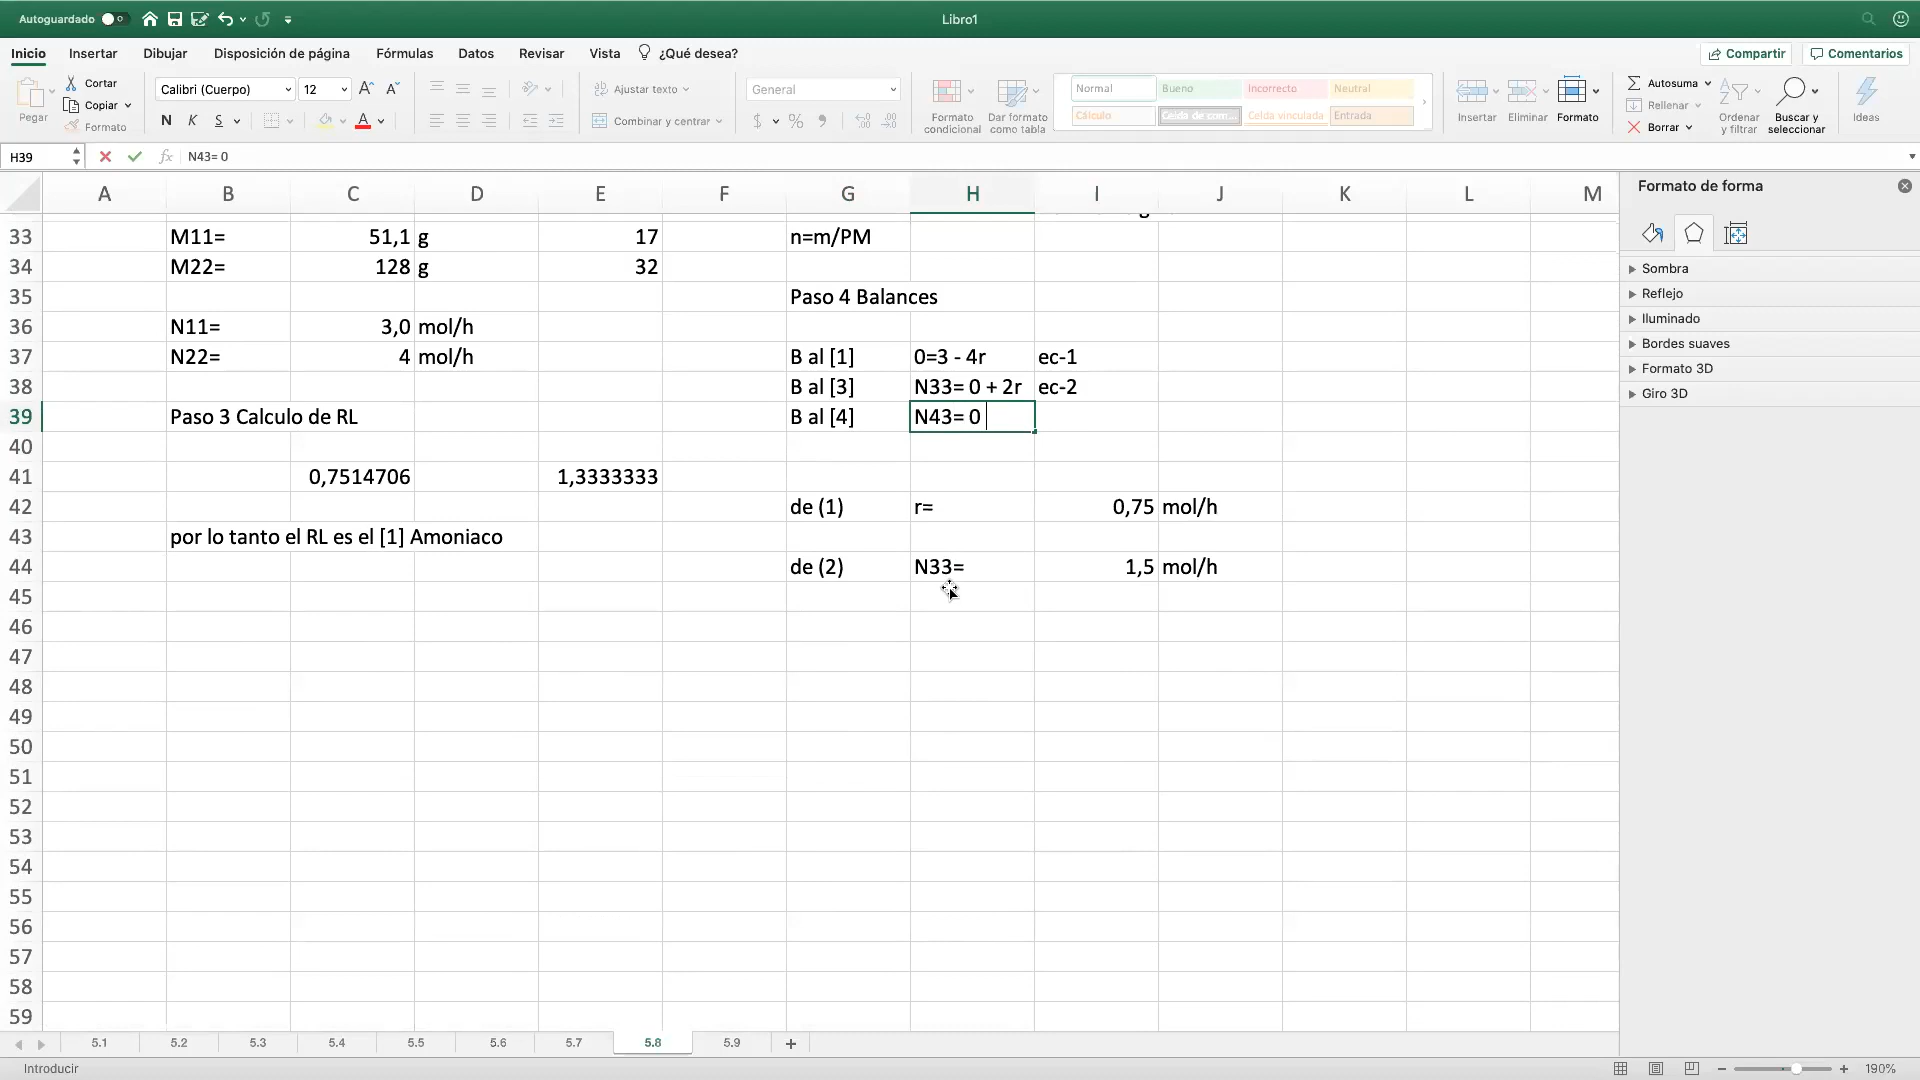 Autoguardado
Libro1
Inicio Insertar Dibujar Disposición de página Fórmulas Datos Revisar Vista ¿Qué desea? Compartir Comentarios
Pegar
Cortar
Copiar
Formato
Calibri (Cuerpo) 12
N K S
Ajustar texto
Combinar y centrar
General
$ %
Formato condicional
Dar formato como tabla
Normal Bueno Incorrecto Neutral
Cálculo Celda de com... Celda vinculada Entrada
Insertar Eliminar Formato
Autosuma
Rellenar
Borrar
Ordenar y filtrar
Buscar y seleccionar
Ideas
H39 fx N43= 0
A B C D E F G H I J K L M
33 M11= 51,1 g 17 n=m/PM
34 M22= 128 g 32
35 Paso 4 Balances
36 N11= 3,0 mol/h
37 N22= 4 mol/h B al [1] 0=3 - 4r ec-1
38 B al [3] N33= 0 + 2r ec-2
39 Paso 3 Calculo de RL B al [4] N43= 0
40
41 0,7514706 1,3333333
42 de (1) r= 0,75 mol/h
43 por lo tanto el RL es el [1] Amoniaco
44 de (2) N33= 1,5 mol/h
45
46
47
48
49
50
51
52
53
54
55
56
57
58
59
Formato de forma
Sombra
Reflejo
Iluminado
Bordes suaves
Formato 3D
Giro 3D
5.1 5.2 5.3 5.4 5.5 5.6 5.7 5.8 5.9
Introducir 190%